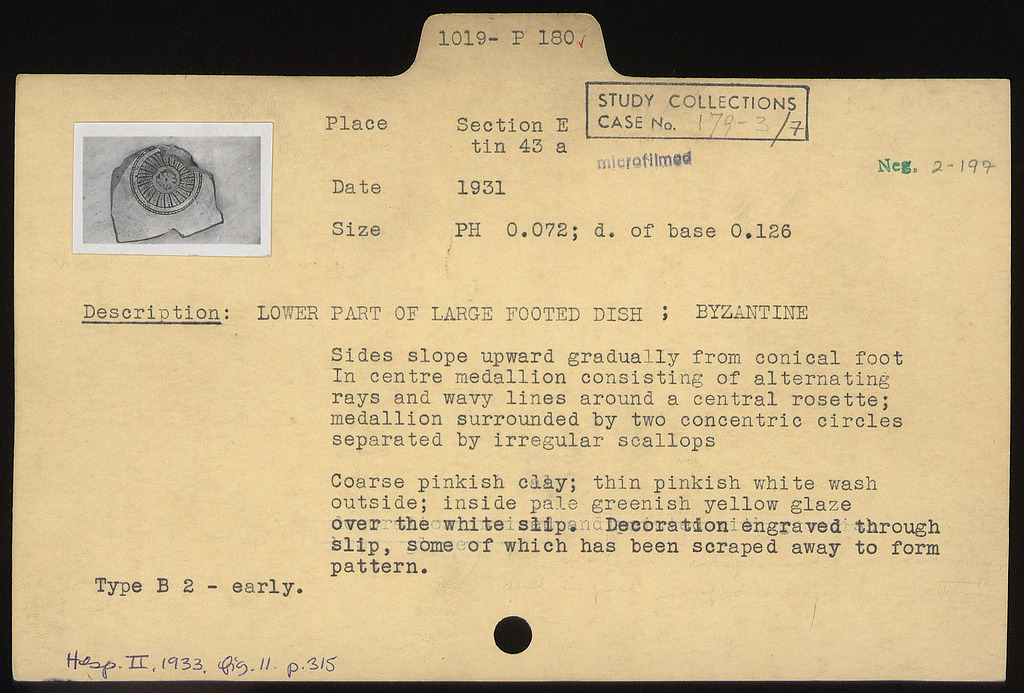 1019- P 180
STUDY COLLECTIONS
CASE No. 179-3/7
Place Section E
tin 43 a
microfilmed
Neg. 2-197
Date 1931
Size PH 0.072; d. of base 0.126
Description: LOWER PART OF LARGE FOOTED DISH ; BYZANTINE
Sides slope upward gradually from conical foot
In centre medallion consisting of alternating
rays and wavy lines around a central rosette;
medallion surrounded by two concentric circles
separated by irregular scallops
Coarse pinkish clay; thin pinkish white wash
outside; inside pale greenish yellow glaze
over the white slip. Decoration engraved through
slip, some of which has been scraped away to form
pattern.
Type B 2 - early.
Hesp. II, 1933. fig. 11. p. 315